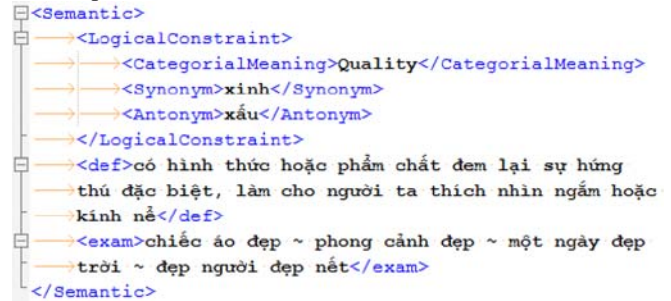 <Semantic>
<LogicalConstraint>
<CategorialMeaning>Quality</CategorialMeaning>
<Synonym>xinh</Synonym>
<Antonym>xấu</Antonym>
</LogicalConstraint>
<def>có hình thức hoặc phẩm chất đem lại sự hứng
thú đặc biệt, làm cho người ta thích nhìn ngắm hoặc
kính nể</def>
<exam>chiếc áo đẹp ~ phong cảnh đẹp ~ một ngày đẹp
trời ~ đẹp người đẹp nết</exam>
</Semantic>